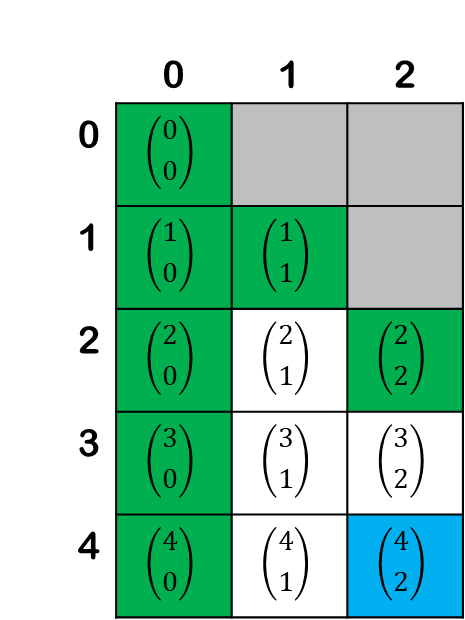 0 1 2
0 (0 0)
1 (1 0) (1 1)
2 (2 0) (2 1) (2 2)
3 (3 0) (3 1) (3 2)
4 (4 0) (4 1) (4 2)